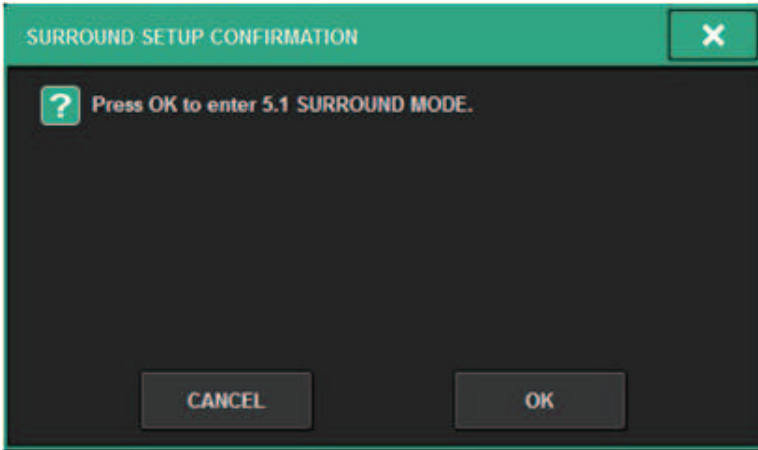 SURROUND SETUP CONFIRMATION
? Press OK to enter 5.1 SURROUND MODE.
CANCEL OK